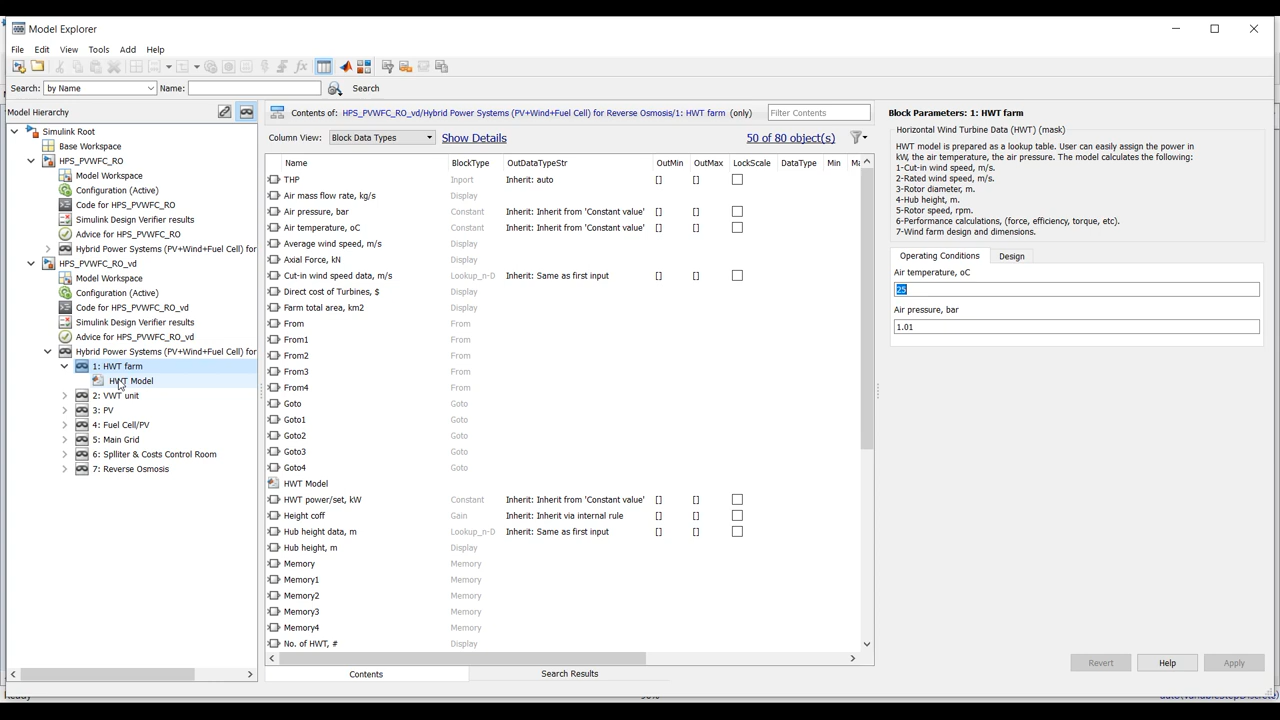 Model Explorer
File Edit View Tools Add Help
Search: by Name Name: Search
Model Hierarchy
Simulink Root
Base Workspace
HPS_PVWFC_RO
Model Workspace
Configuration (Active)
Code for HPS_PVWFC_RO
Simulink Design Verifier results
Advice for HPS_PVWFC_RO
Hybrid Power Systems (PV+Wind+Fuel Cell) for
HPS_PVWFC_RO_vd
Model Workspace
Configuration (Active)
Code for HPS_PVWFC_RO_vd
Simulink Design Verifier results
Advice for HPS_PVWFC_RO_vd
Hybrid Power Systems (PV+Wind+Fuel Cell) for
1: HWT farm
HWT Model
2: VWT unit
3: PV
4: Fuel Cell/PV
5: Main Grid
6: Splliter & Costs Control Room
7: Reverse Osmosis
Contents of: HPS_PVWFC_RO_vd/Hybrid Power Systems (PV+Wind+Fuel Cell) for Reverse Osmosis/1: HWT farm (only) Filter Contents
Column View: Block Data Types Show Details 50 of 80 object(s)
Name BlockType OutDataTypeStr OutMin OutMax LockScale DataType Min Ma
THP Inport Inherit: auto [] []
Air mass flow rate, kg/s Display
Air pressure, bar Constant Inherit: Inherit from 'Constant value' [] []
Air temperature, oC Constant Inherit: Inherit from 'Constant value' [] []
Average wind speed, m/s Display
Axial Force, kN Display
Cut-in wind speed data, m/s Lookup_n-D Inherit: Same as first input [] []
Direct cost of Turbines, $ Display
Farm total area, km2 Display
From From
From1 From
From2 From
From3 From
From4 From
Goto Goto
Goto1 Goto
Goto2 Goto
Goto3 Goto
Goto4 Goto
HWT Model
HWT power/set, kW Constant Inherit: Inherit from 'Constant value' [] []
Height coff Gain Inherit: Inherit via internal rule [] []
Hub height data, m Lookup_n-D Inherit: Same as first input [] []
Hub height, m Display
Memory Memory
Memory1 Memory
Memory2 Memory
Memory3 Memory
Memory4 Memory
No. of HWT, # Display
Contents Search Results
Block Parameters: 1: HWT farm
Horizontal Wind Turbine Data (HWT) (mask)
HWT model is prepared as a lookup table. User can easily assign the power in
kW, the air temperature, the air pressure. The model calculates the following:
1-Cut-in wind speed, m/s.
2-Rated wind speed, m/s.
3-Rotor diameter, m.
4-Hub height, m.
5-Rotor speed, rpm.
6-Performance calculations, (force, efficiency, torque, etc).
7-Wind farm design and dimensions.
Operating Conditions Design
Air temperature, oC
25
Air pressure, bar
1.01
Revert Help Apply